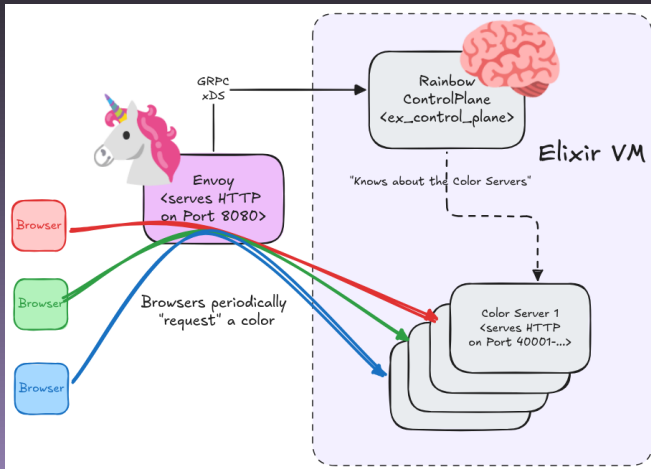 GRPC
xDS
Rainbow
ControlPlane
<ex_control_plane>
Elixir VM
Envoy
<serves HTTP
on Port 8080>
"Knows about the Color Servers"
Browser
Browser
Browser
Browsers periodically
"request" a color
Color Server 1
<serves HTTP
on Port 40001-...>